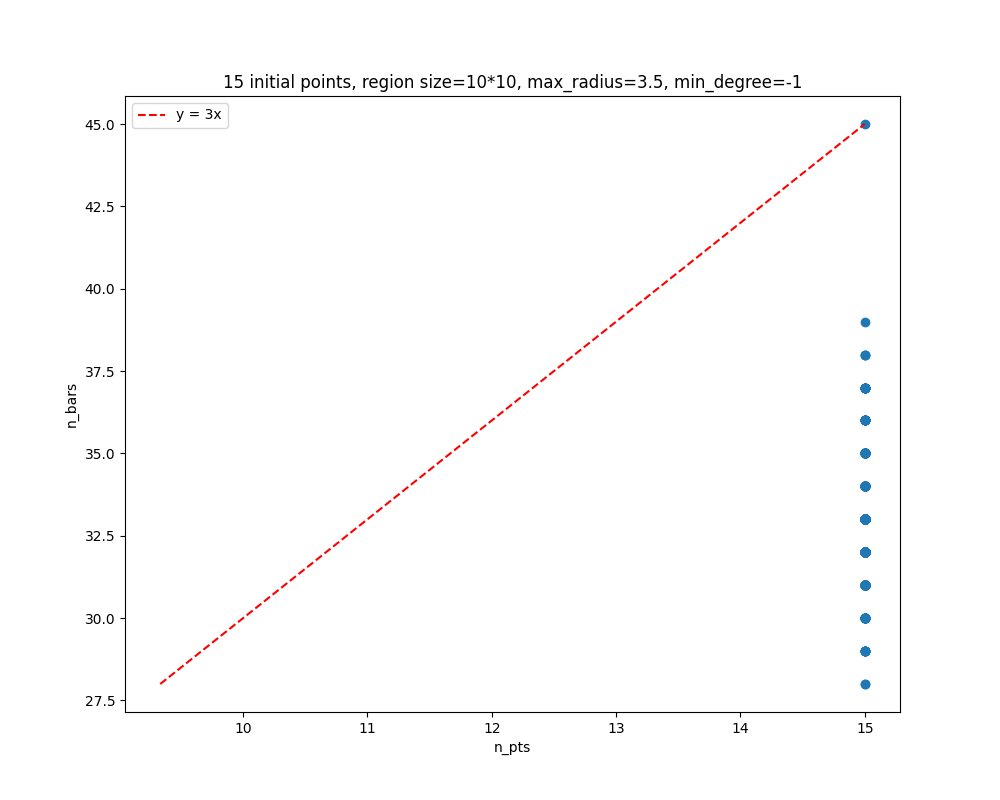 15 initial points, region size=10*10, max_radius=3.5, min_degree=-1
y = 3x
45.0
42.5
40.0
37.5
35.0
32.5
30.0
27.5
n_bars
10 11 12 13 14 15
n_pts